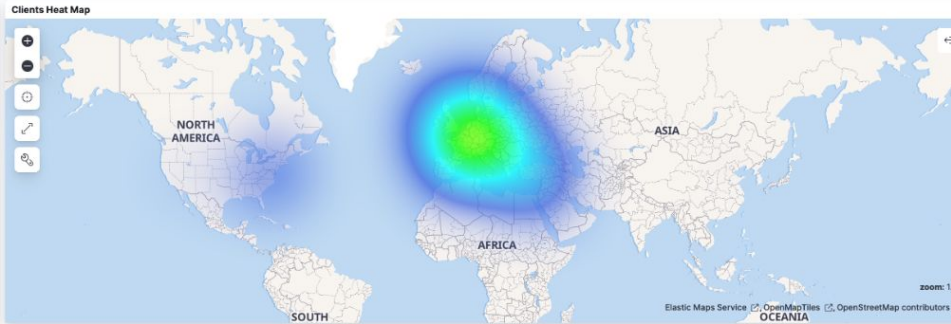 Clients Heat Map
NORTH
AMERICA
ASIA
AFRICA
zoom: 1
Elastic Maps Service , OpenMapTiles , OpenStreetMap contributors
SOUTH
OCEANIA